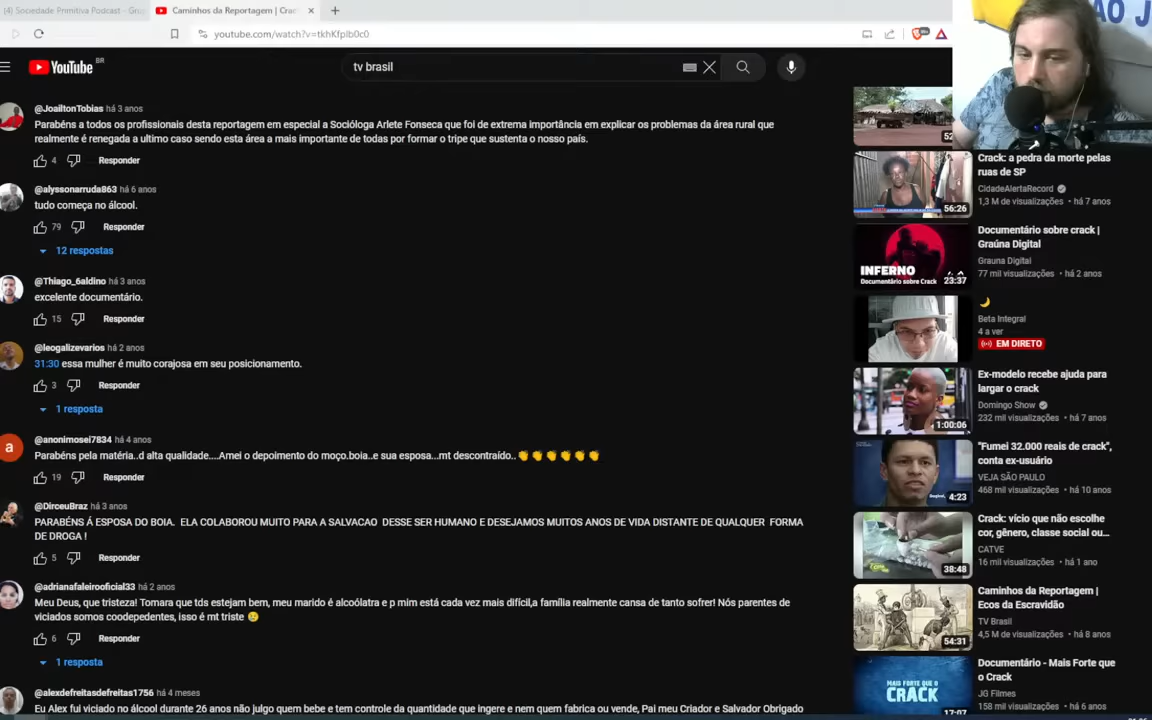 (4) Sociedade Primitiva Podcast - Gru
Caminhos da Reportagem | Crac
youtube.com/watch?v=tkhKfpIb0c0
YouTube BR
tv brasil
@JoailtonTobias há 3 anos
Parabéns a todos os profissionais desta reportagem em especial a Socióloga Arlete Fonseca que foi de extrema importância em explicar os problemas da área rural que
realmente é renegada a ultimo caso sendo esta área a mais importante de todas por formar o tripe que sustenta o nosso país.
4 Responder
@alyssonarruda863 há 6 anos
tudo começa no álcool.
79 Responder
12 respostas
@Thiago_6aldino há 3 anos
excelente documentário.
15 Responder
@leogalizevarios há 2 anos
31:30 essa mulher é muito corajosa em seu posicionamento.
3 Responder
1 resposta
a
@anonimosei7834 há 4 anos
Parabéns pela matéria..d alta qualidade....Amei o depoimento do moço.boia..e sua esposa...mt descontraído.. 👏👏👏👏👏👏
19 Responder
@DirceuBraz há 3 anos
PARABÉNS Á ESPOSA DO BOIA. ELA COLABOROU MUITO PARA A SALVACAO DESSE SER HUMANO E DESEJAMOS MUITOS ANOS DE VIDA DISTANTE DE QUALQUER FORMA
DE DROGA !
5 Responder
@adrianafaleirooficial33 há 2 anos
Meu Deus, que tristeza! Tomara que tds estejam bem, meu marido é alcoólatra e p mim está cada vez mais difícil,a família realmente cansa de tanto sofrer! Nós parentes de
viciados somos coodepedentes, isso é mt triste 😢
6 Responder
1 resposta
@alexdefreitasdefreitas1756 há 4 meses
Eu Alex fui viciado no álcool durante 26 anos não julgo quem bebe e tem controle da quantidade que ingere e nem quem fabrica ou vende, Pai meu Criador e Salvador Obrigado
52
Crack: a pedra da morte pelas
ruas de SP
CidadeAlertaRecord
1,3 M de visualizações • há 7 anos
56:26
Documentário sobre crack |
Graúna Digital
Grauna Digital
77 mil visualizações • há 2 anos
INFERNO
Documentário sobre Crack
23:37
🌙
Beta Integral
4 a ver
EM DIRETO
Ex-modelo recebe ajuda para
largar o crack
Domingo Show
232 mil visualizações • há 7 anos
1:00:06
"Fumei 32.000 reais de crack",
conta ex-usuário
VEJA SÃO PAULO
468 mil visualizações • há 10 anos
4:23
Crack: vício que não escolhe
cor, gênero, classe social ou...
CATVE
16 mil visualizações • há 1 ano
38:48
Caminhos da Reportagem |
Ecos da Escravidão
TV Brasil
4,5 M de visualizações • há 8 anos
54:31
Documentário - Mais Forte que
o Crack
JG Filmes
158 mil visualizações • há 6 anos
MAIS FORTE QUE O
CRACK
17:07
ÃO J